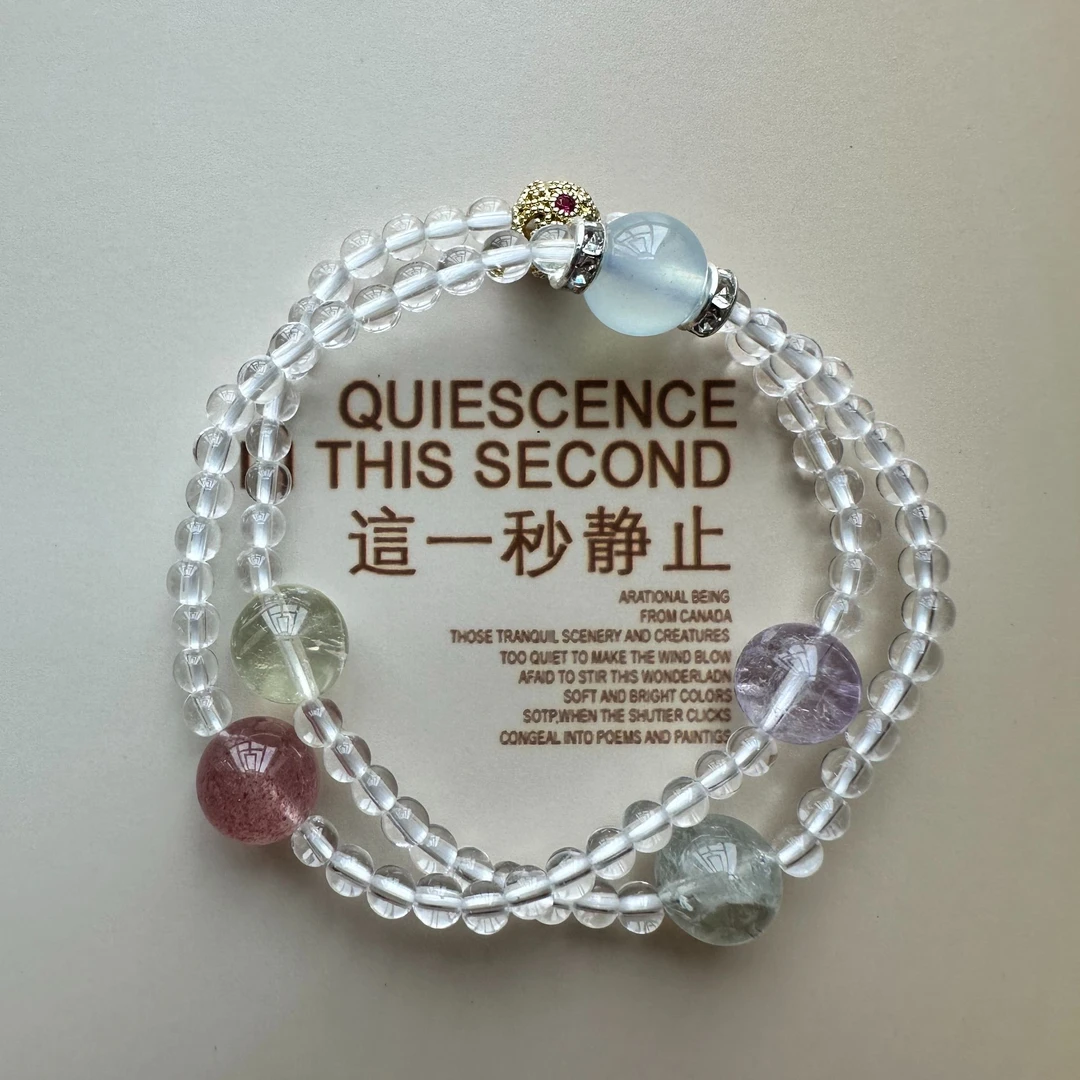 QUIESCENCE
THIS SECOND
這一秒静止
ARATIONAL BEING
FROM CANADA
THOSE TRANQUIL SCENERY AND CREATURES
TOO QUIET TO MAKE THE WIND BLOW
AFAID TO STIR THIS WONDERLADN
SOFT AND BRIGHT COLORS
SOTP,WHEN THE SHUTIER CLICKS
CONGEAL INTO POEMS AND PAINTIGS